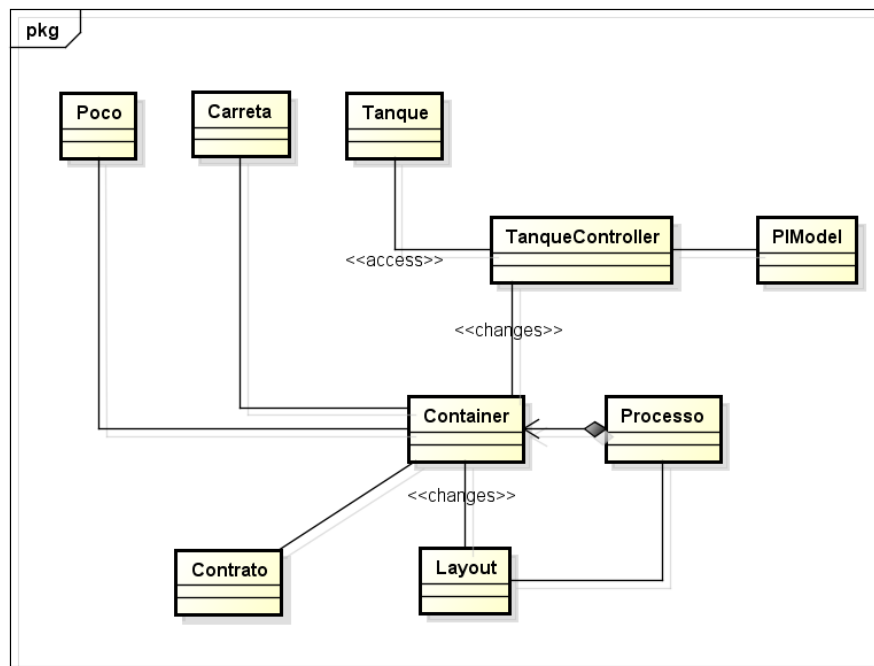 pkg
Poco
Carreta
Tanque
TanqueController
PIModel
<<access>>
<<changes>>
Container
Processo
<<changes>>
Contrato
Layout